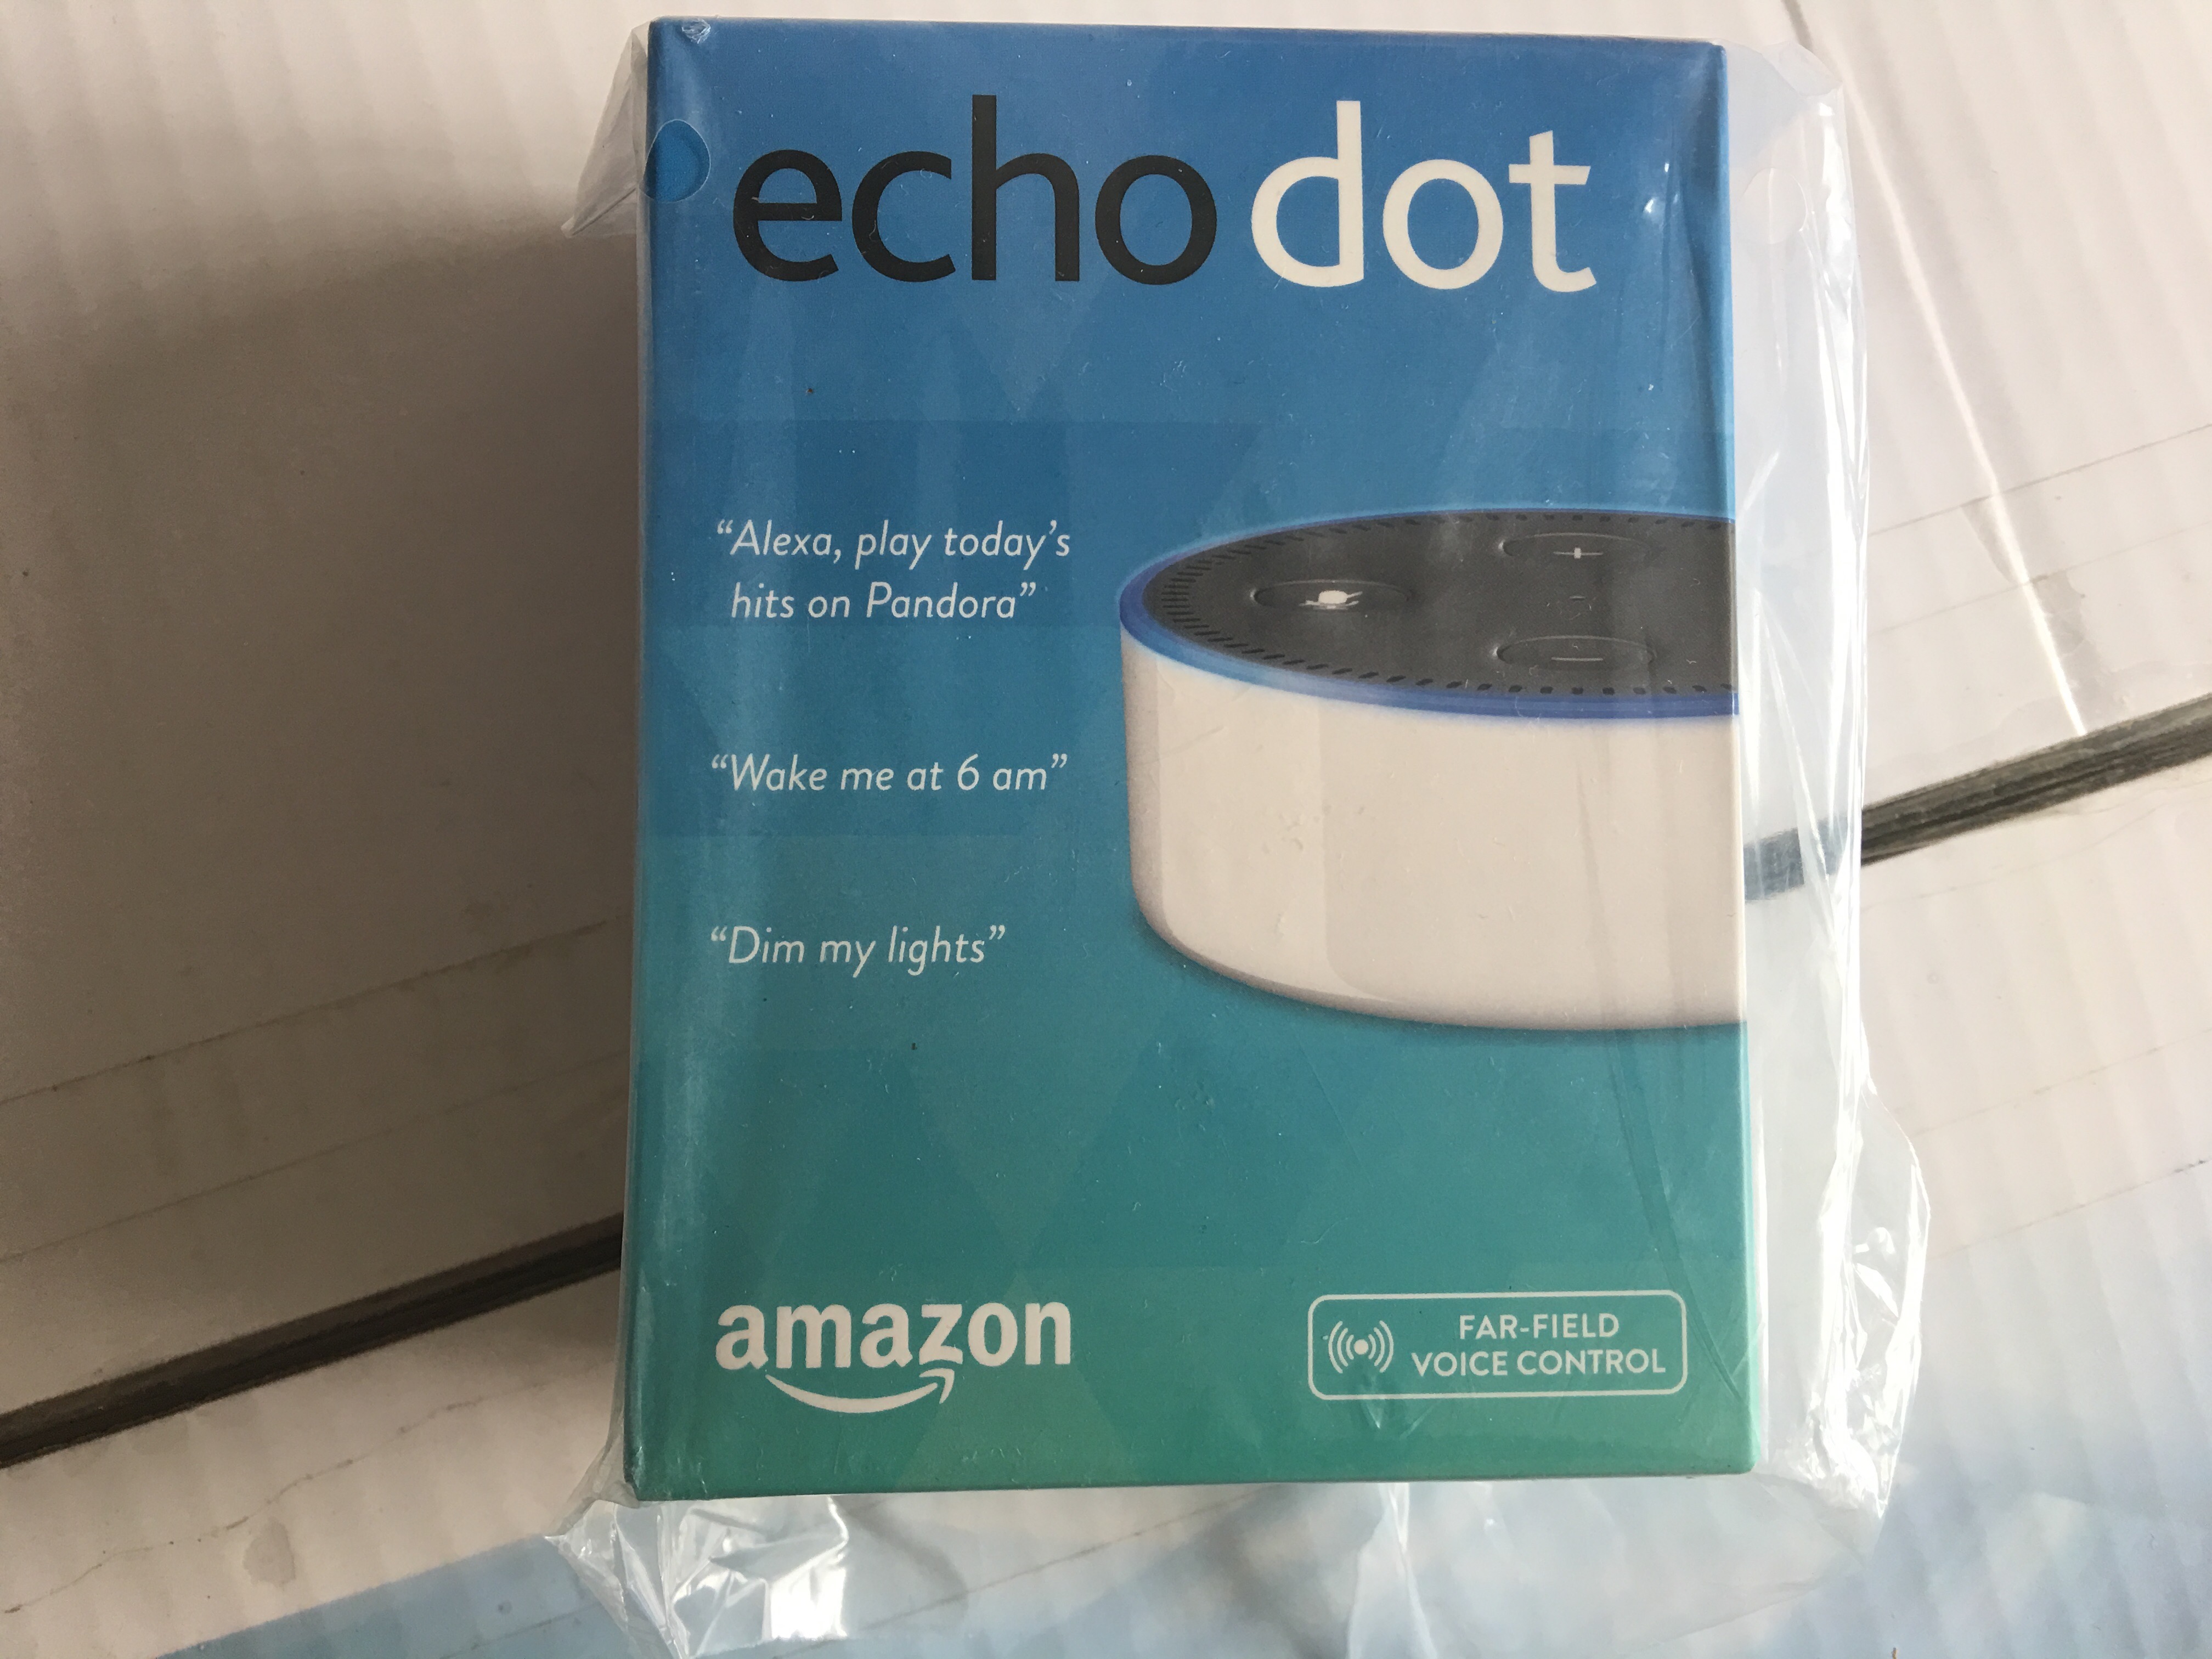 echo dot
“Alexa, play today’s
hits on Pandora”
“Wake me at 6 am”
“Dim my lights”
amazon
FAR-FIELD
VOICE CONTROL